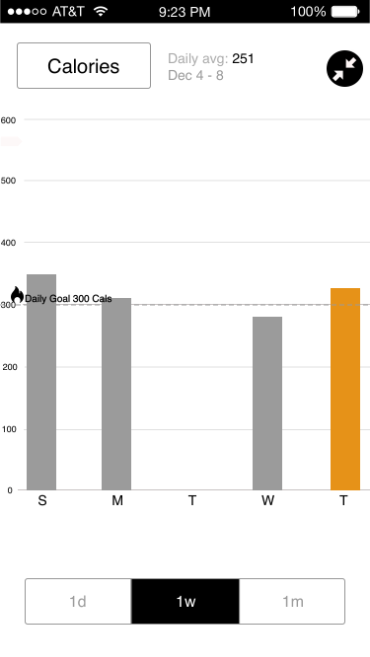 AT&T 9:23 PM 100%
Calories
Daily avg: 251
Dec 4 - 8
600
500
400
Daily Goal 300 Cals
300
200
100
0
S M T W T
1d 1w 1m